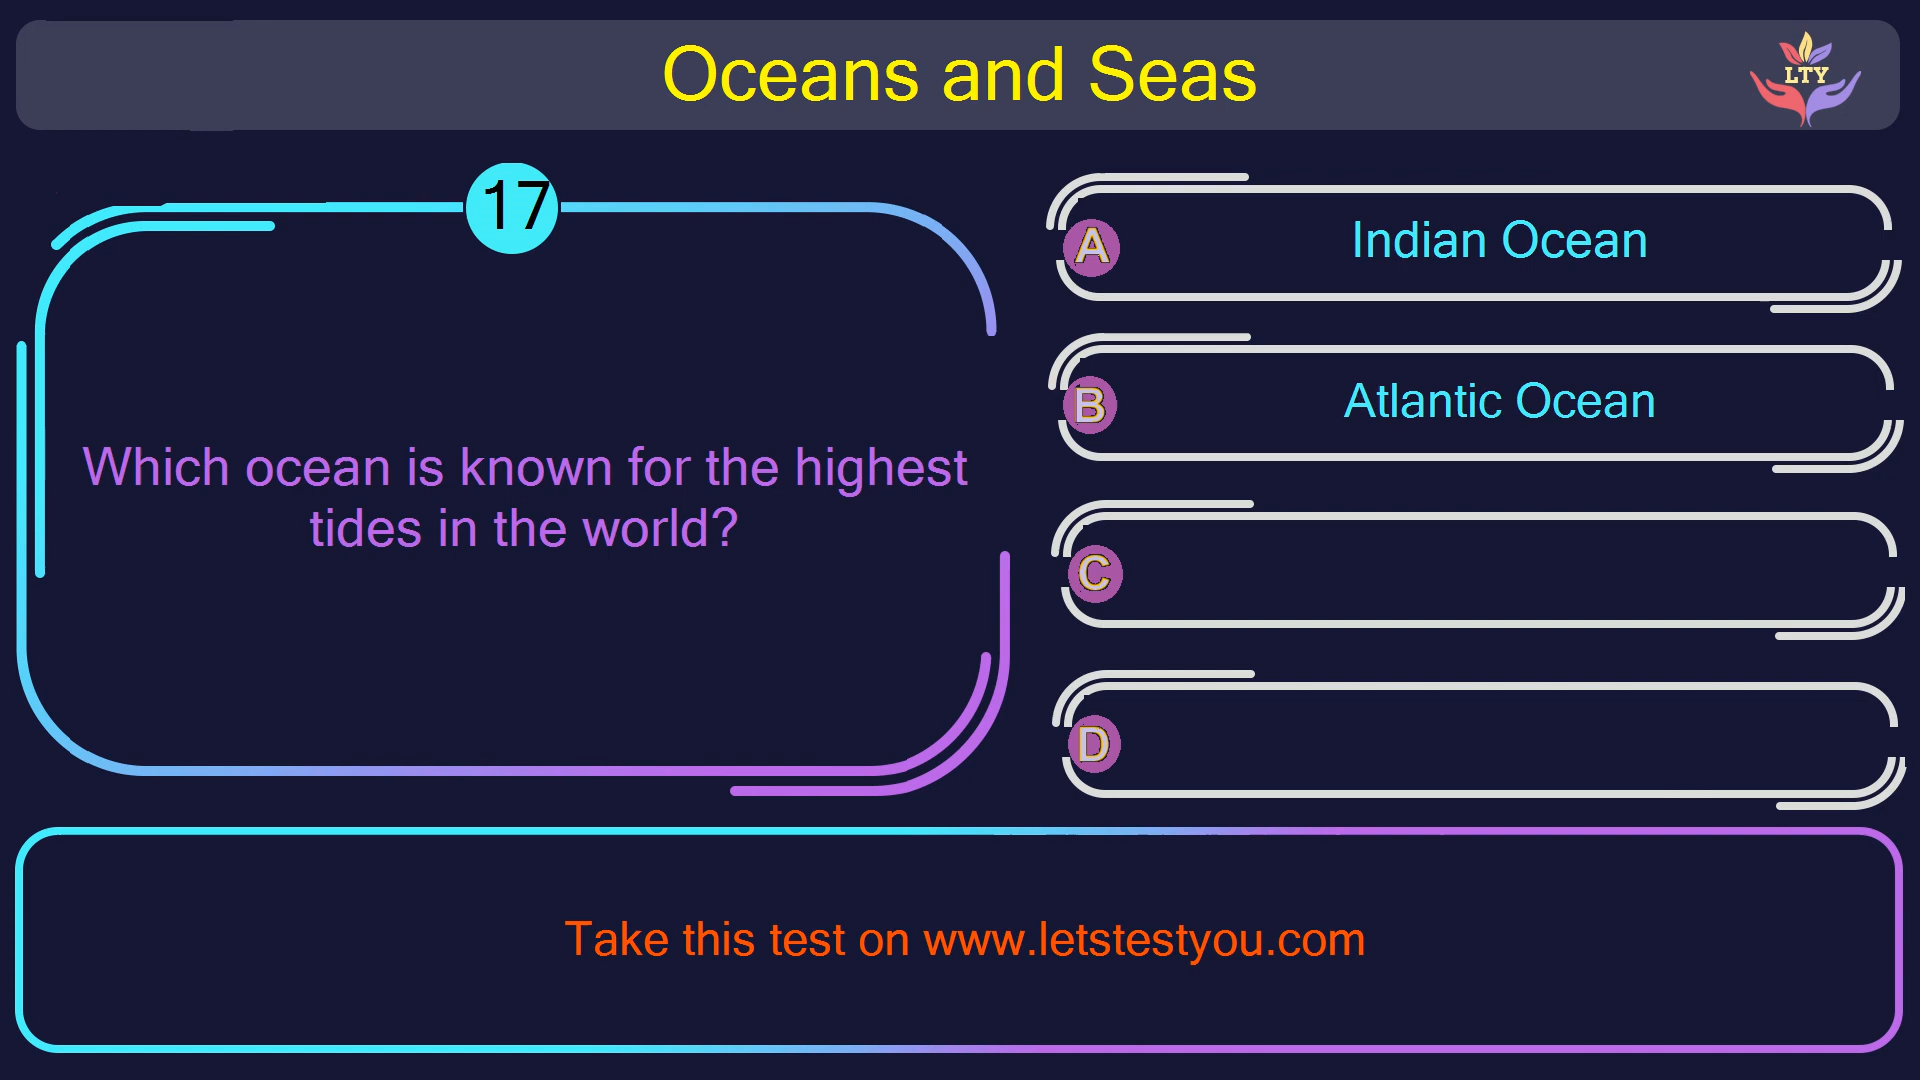 Oceans and Seas
LTY
17
Which ocean is known for the highest
tides in the world?
A
Indian Ocean
B
Atlantic Ocean
C
D
Take this test on www.letstestyou.com